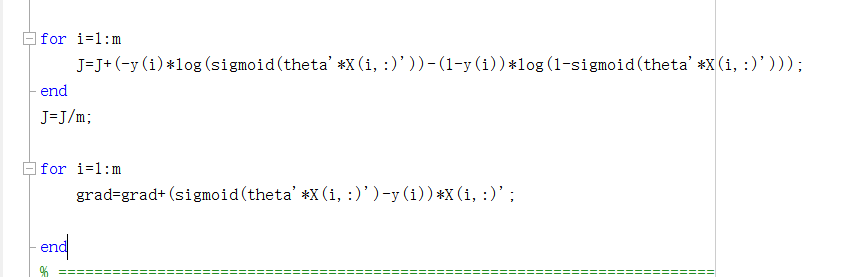 for i=1:m
J=J+(-y(i)*log(sigmoid(theta'*X(i,:)'))-(1-y(i))*log(1-sigmoid(theta'*X(i,:)')));
end
J=J/m;
for i=1:m
grad=grad+(sigmoid(theta'*X(i,:)')-y(i))*X(i,:)';
end
% =========================================================================